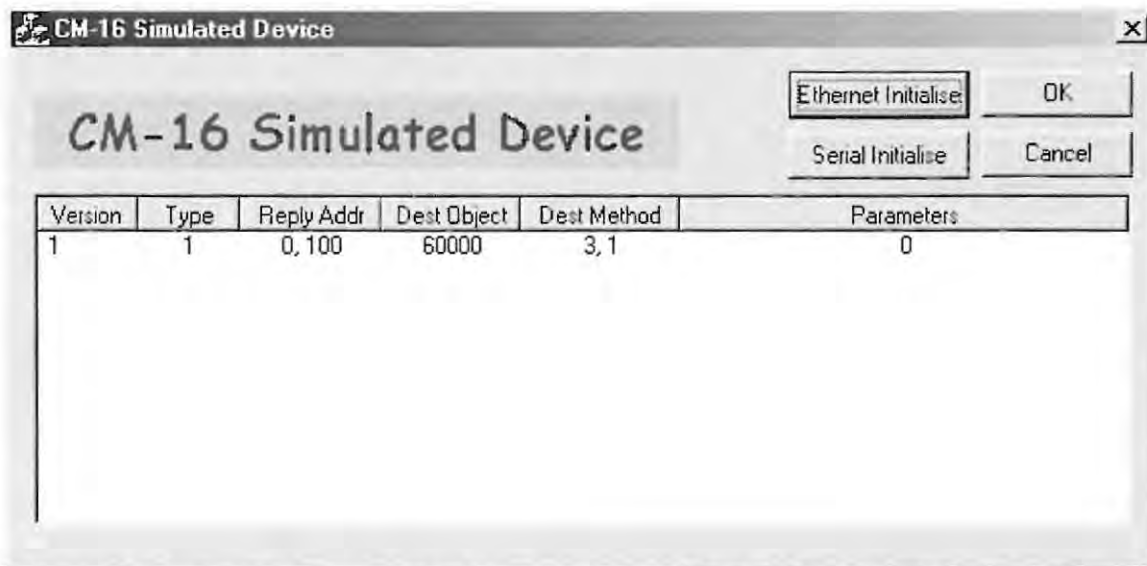 CM-16 Simulated Device
Ethernet Initialise
OK
CM-16 Simulated Device
Serial Initialise
Cancel
Version Type Reply Addr Dest Object Dest Method Parameters
1 1 0, 100 60000 3, 1 0